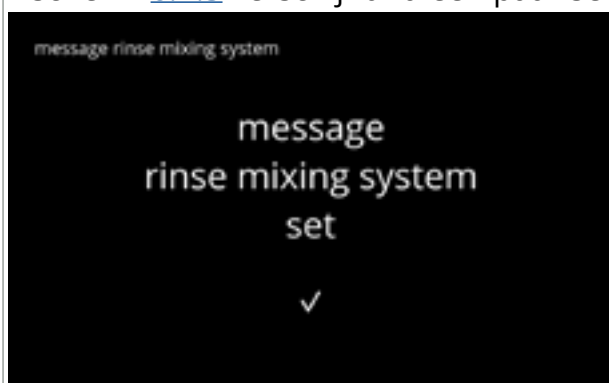 message rinse mixing system
message
rinse mixing system
set
✓